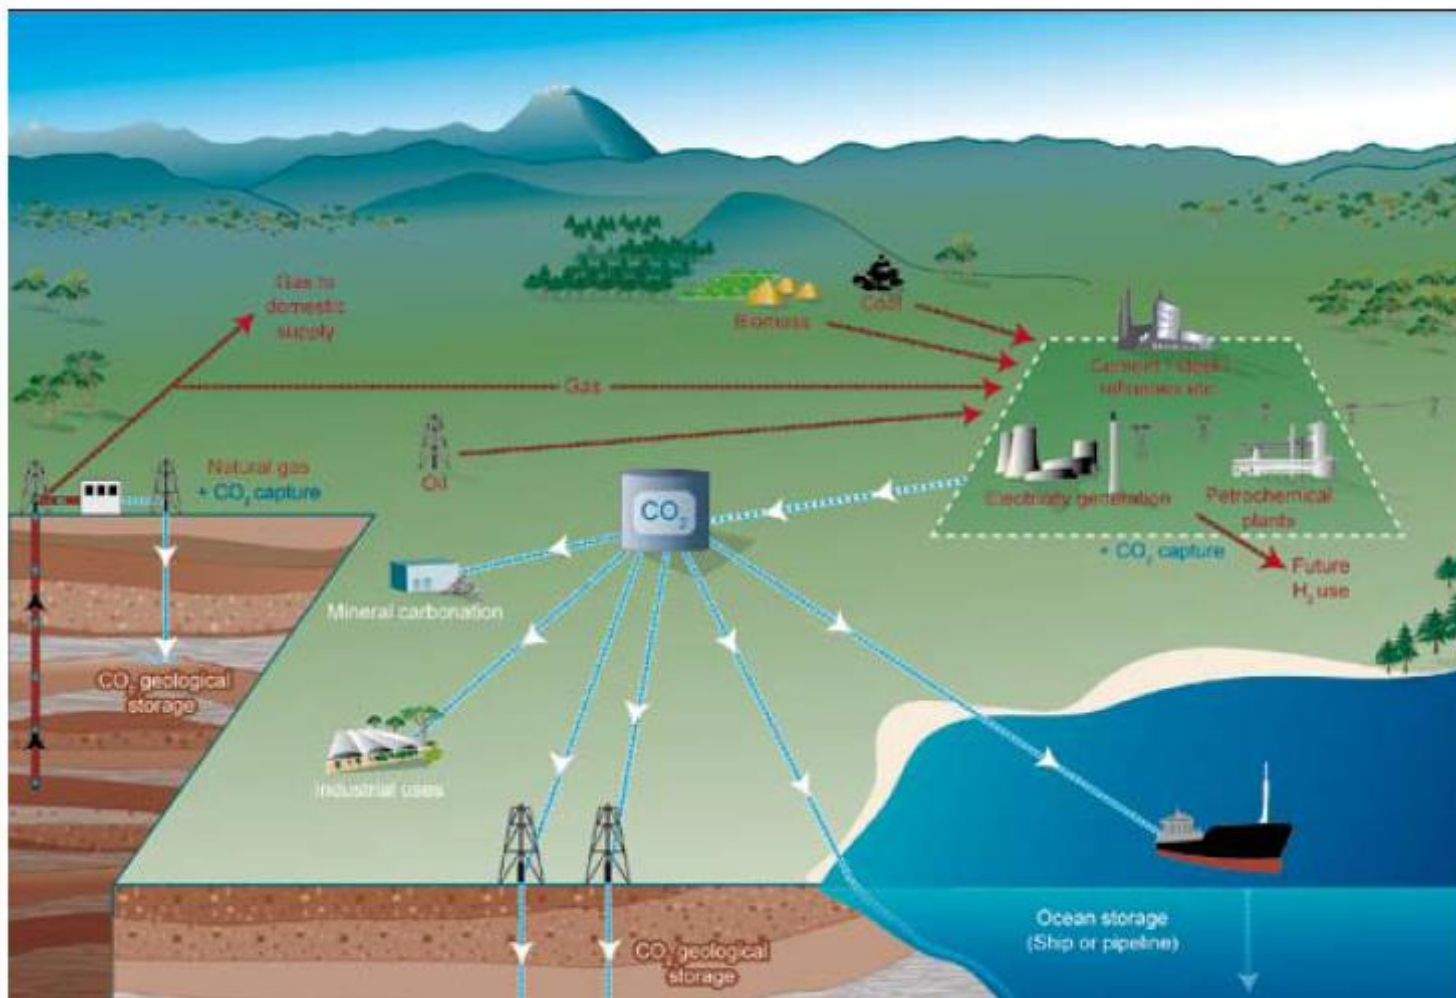 Gas to
domestic
supply
Biomass
Coal
Gas
Cement / steel /
refineries etc
Oil
Natural gas
+ CO₂ capture
Electricity generation
Petrochemical
plants
+ CO₂ capture
Future
H₂ use
CO₂
Mineral carbonation
CO₂ geological
storage
Industrial uses
Ocean storage
(Ship or pipeline)
CO₂ geological
storage